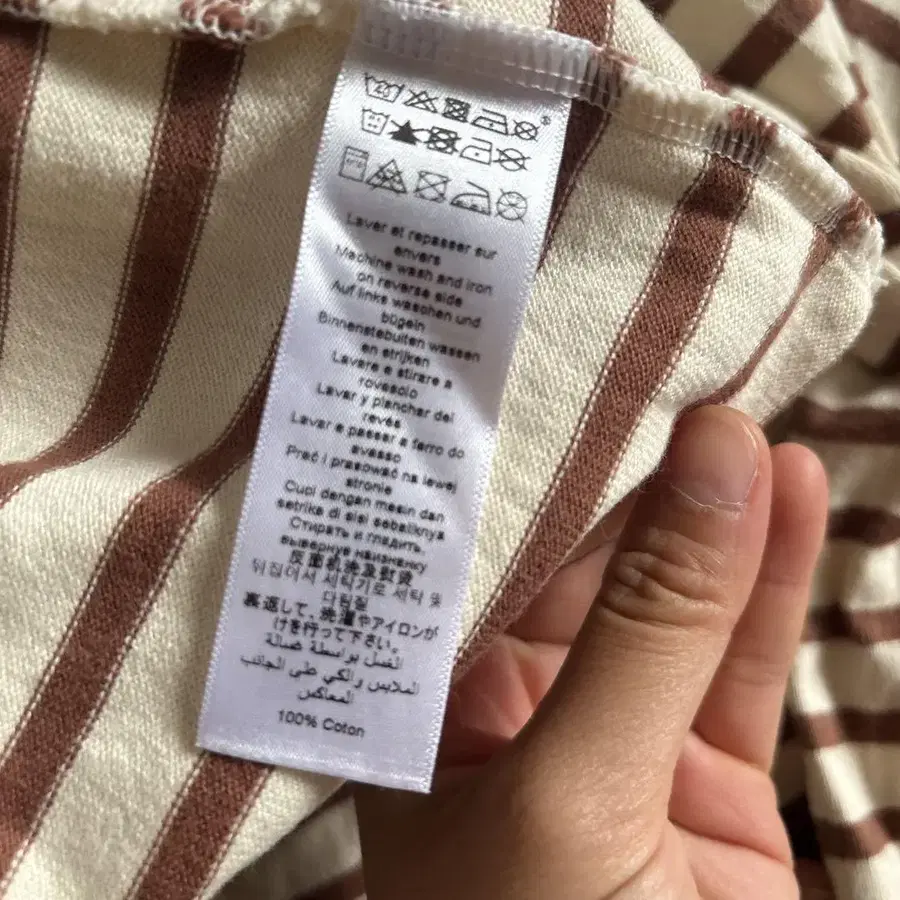 Laver et repasser sur
envers
Machine wash and iron
on reverse side
Auf links waschen und
bügeln
Binnenstebuiten wassen
en strijken
Lavare e stirare a
rovescio
Lavar y planchar del
revés
Lavar e passar a ferro do
avesso
Prać i prasować na lewej
stronie
Cuci dengan mesin dan
setrika di sisi sebaliknya
Стирать и гладить,
вывернув наизнанку
反面机洗及熨烫
뒤집어서 세탁기로 세탁 및
다림질
裏返して、洗濯やアイロンが
けを行って下さい。
الغسل بواسطة غسالة
الملابس والكي على الجانب
المعاكس
100% Coton